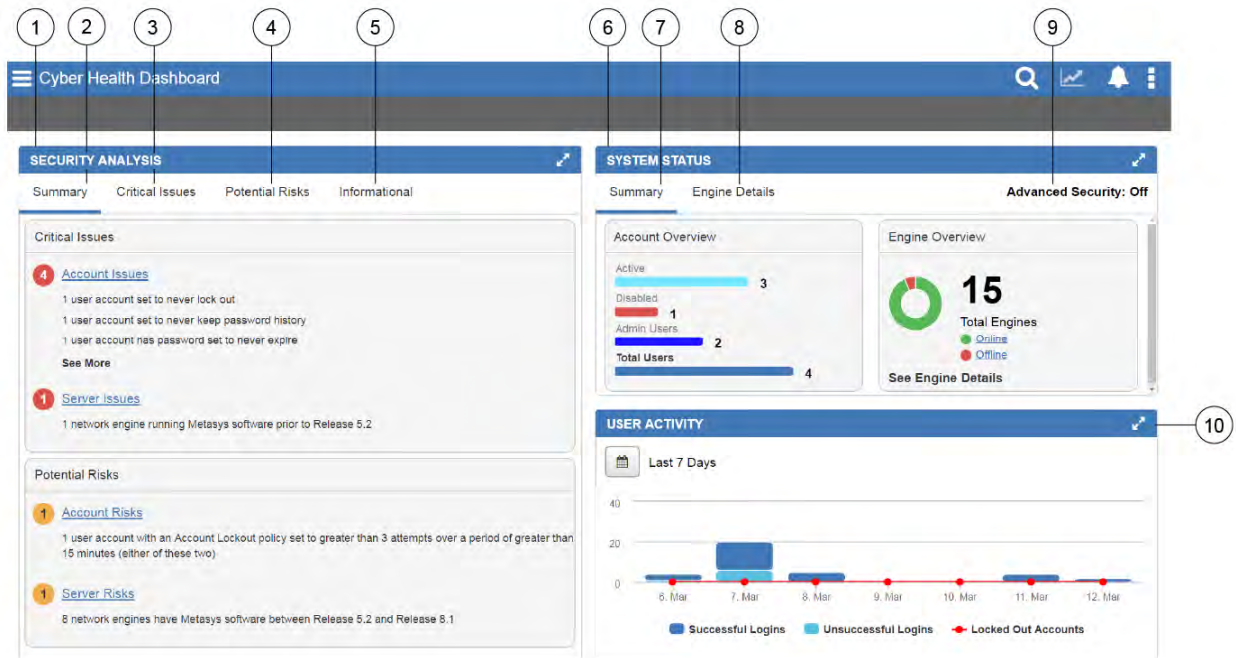 1 2 3 4 5 6 7 8 9
Cyber Health Dashboard
SECURITY ANALYSIS
Summary Critical Issues Potential Risks Informational
Critical Issues
4 Account Issues
1 user account set to never lock out
1 user account set to never keep password history
1 user account has password set to never expire
See More
1 Server Issues
1 network engine running Metasys software prior to Release 5.2
Potential Risks
1 Account Risks
1 user account with an Account Lockout policy set to greater than 3 attempts over a period of greater than
15 minutes (either of these two)
1 Server Risks
8 network engines have Metasys software between Release 5.2 and Release 8.1
SYSTEM STATUS
Summary Engine Details Advanced Security: Off
Account Overview
Active
3
Disabled
1
Admin Users
2
Total Users
4
Engine Overview
15
Total Engines
Online
Offline
See Engine Details
USER ACTIVITY
10
Last 7 Days
40
20
0
6. Mar 7. Mar 8. Mar 9. Mar 10. Mar 11. Mar 12. Mar
Successful Logins Unsuccessful Logins Locked Out Accounts